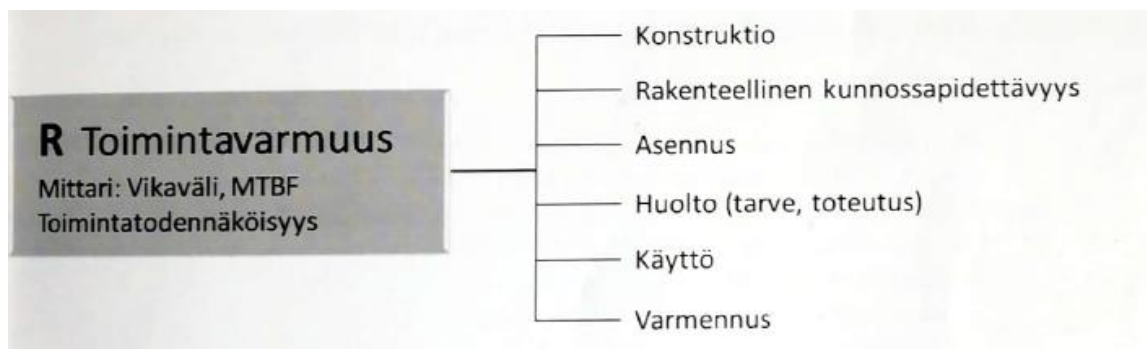 R Toimintavarmuus
Mittari: Vikaväli, MTBF
Toimintatodennäköisyys
Konstruktio
Rakenteellinen kunnossapidettävyys
Asennus
Huolto (tarve, toteutus)
Käyttö
Varmennus